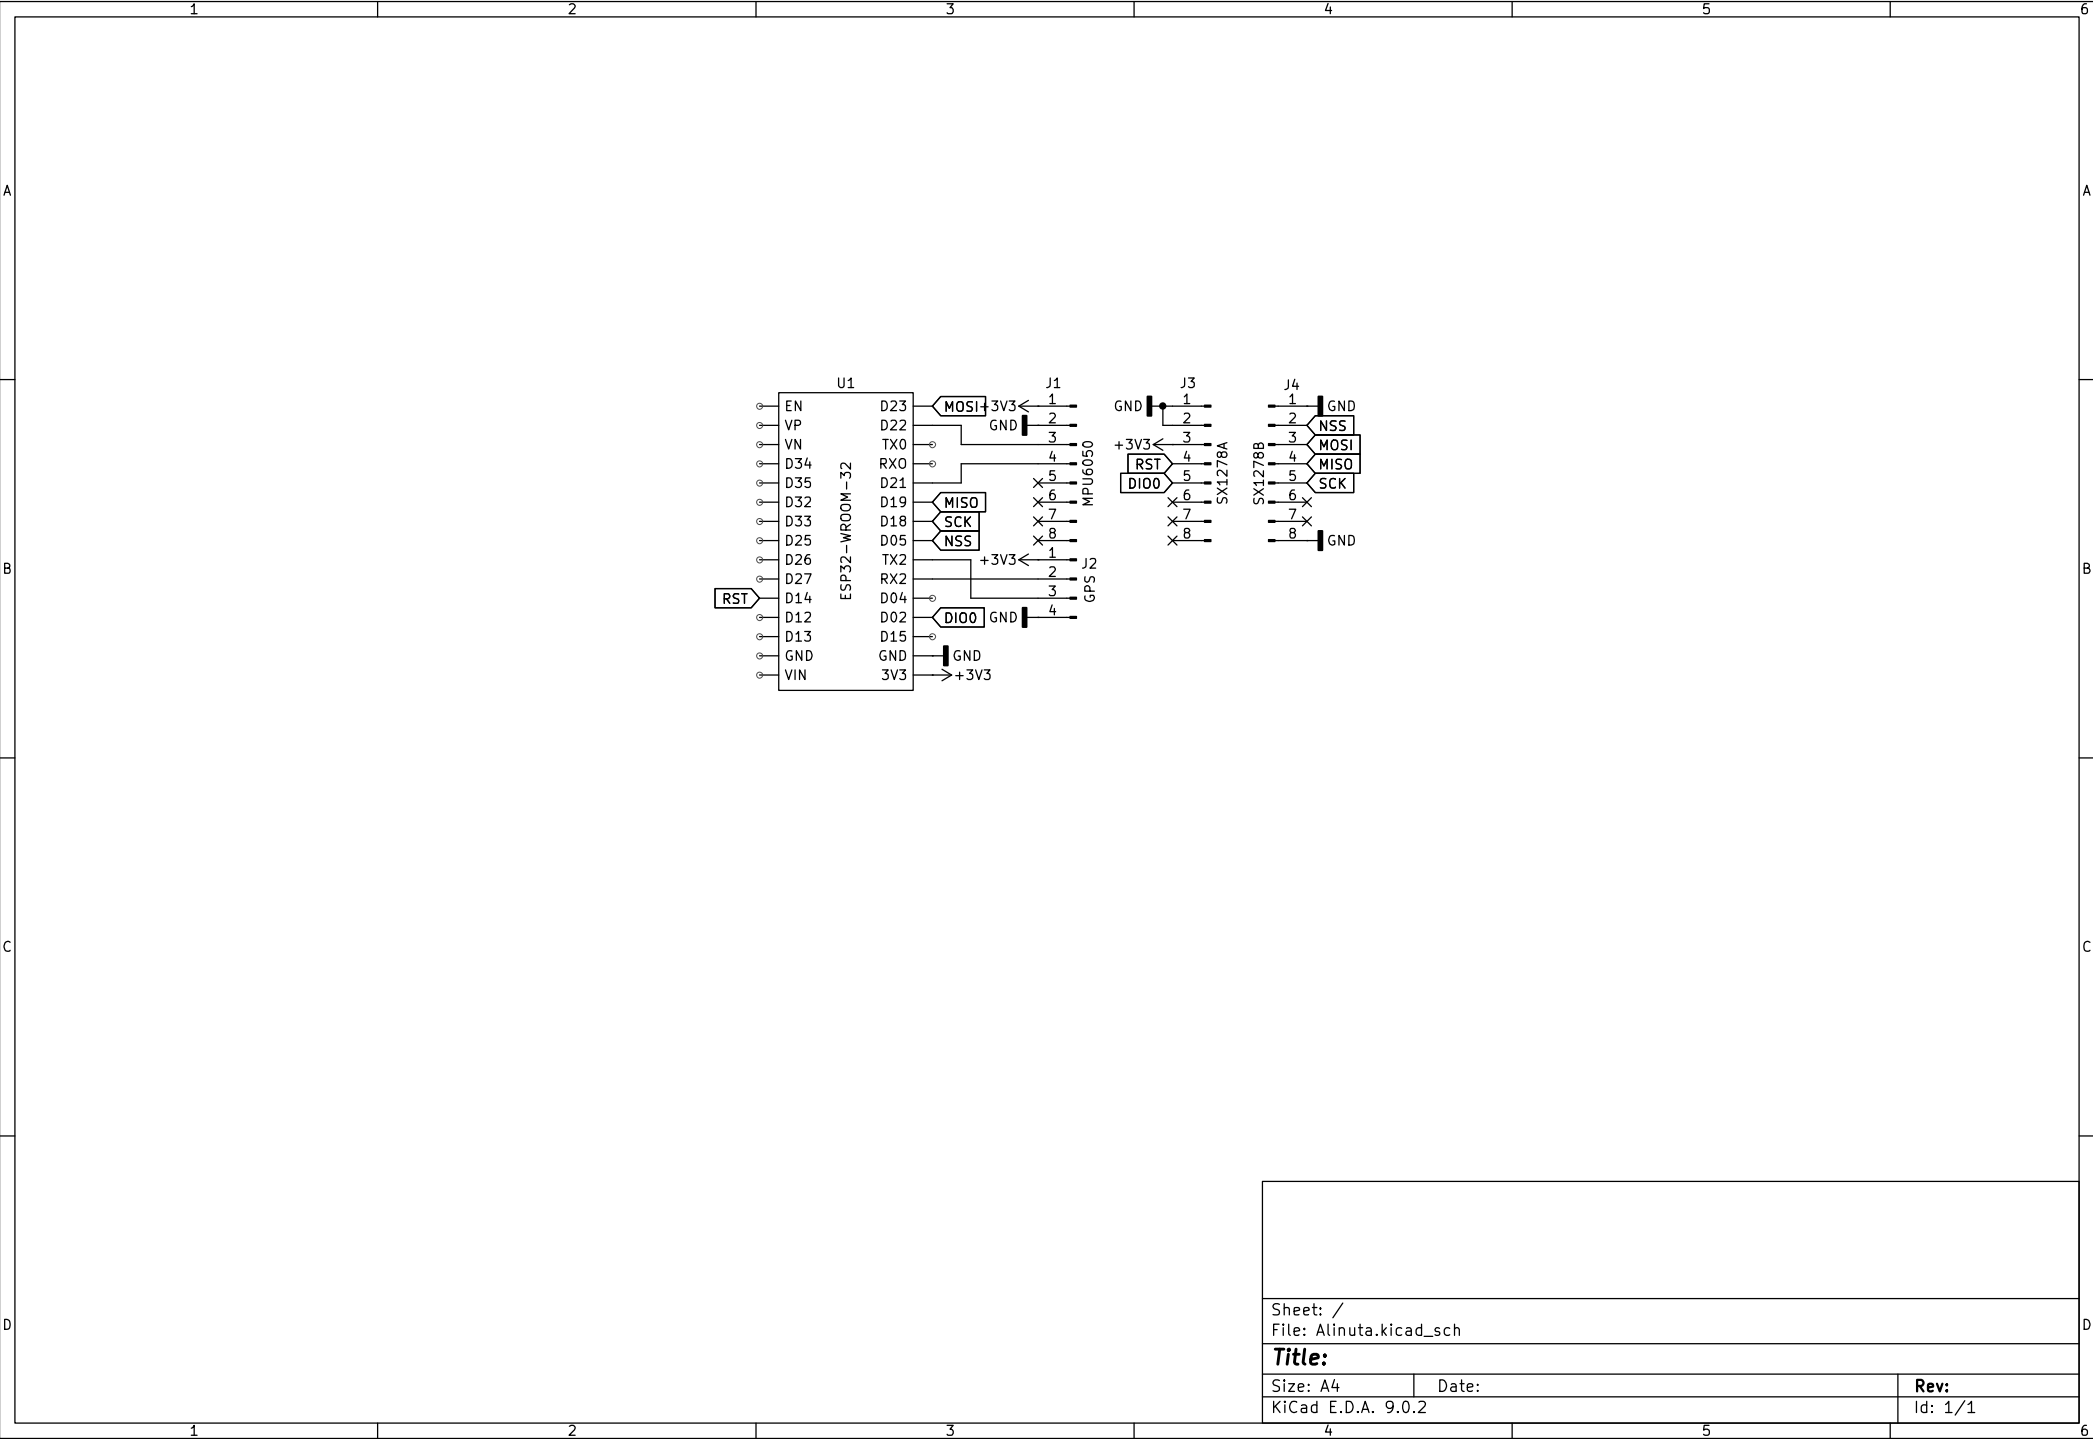 1 2 3 4 5 6
A A
B B
C C
D D
U1
ESP32-WROOM-32
EN D23 MOSI
VP D22
VN TX0
D34 RX0
D35 D21
D32 D19 MISO
D33 D18 SCK
D25 D05 NSS
D26 TX2
D27 RX2
RST D14 D04
D12 D02 DIO0
D13 D15
GND GND GND
VIN 3V3 +3V3
J1
MPU6050
+3V3 1
GND 2
3
4
5
6
7
8
J2
GPS
+3V3 1
2
3
GND 4
J3
SX1278A
GND 1
2
+3V3 3
RST 4
DIO0 5
6
7
8
J4
SX1278B
1 GND
2 NSS
3 MOSI
4 MISO
5 SCK
6
7
8 GND
Sheet: /
File: Alinuta.kicad_sch
Title:
Size: A4 Date: Rev:
KiCad E.D.A. 9.0.2 Id: 1/1
1 2 3 4 5 6